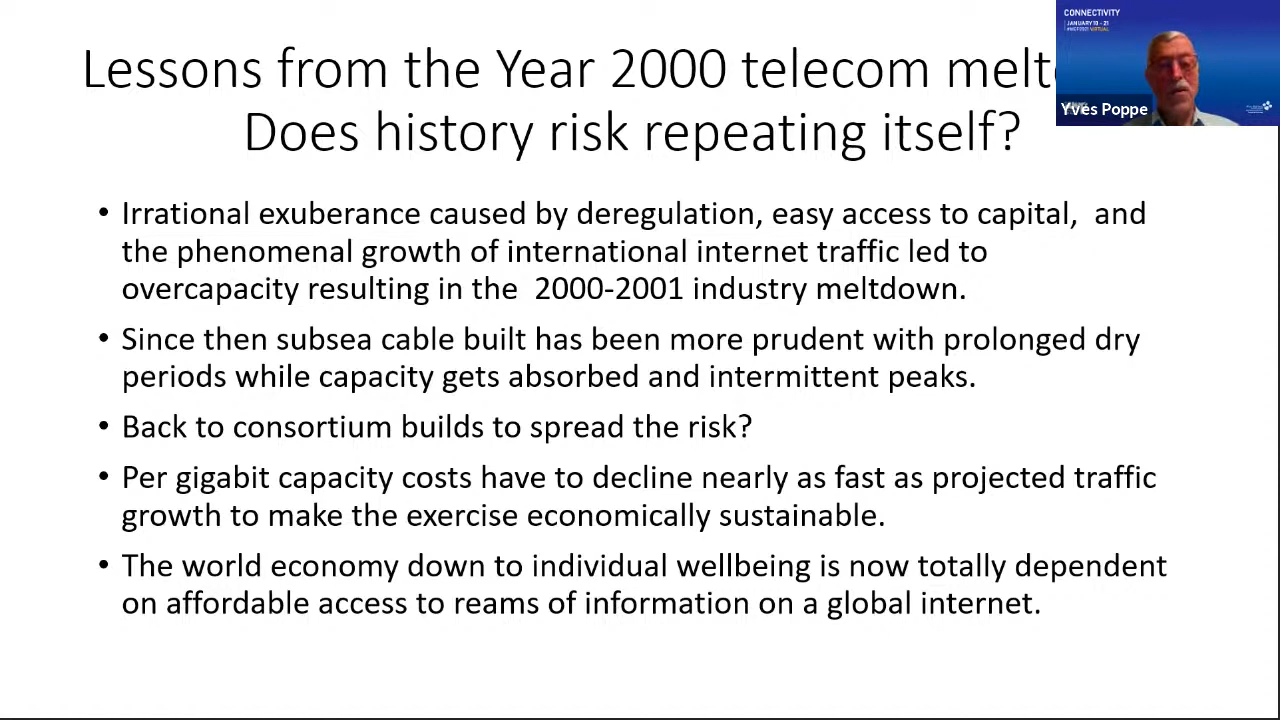 CONNECTIVITY
JANUARY 19 - 21
Yves Poppe
Lessons from the Year 2000 telecom
Does history risk repeating itself?
• Irrational exuberance caused by deregulation, easy access to capital,  and
the phenomenal growth of international internet traffic led to
overcapacity resulting in the  2000-2001 industry meltdown.
• Since then subsea cable built has been more prudent with prolonged dry
periods while capacity gets absorbed and intermittent peaks.
• Back to consortium builds to spread the risk?
• Per gigabit capacity costs have to decline nearly as fast as projected traffic
growth to make the exercise economically sustainable.
• The world economy down to individual wellbeing is now totally dependent
on affordable access to reams of information on a global internet.